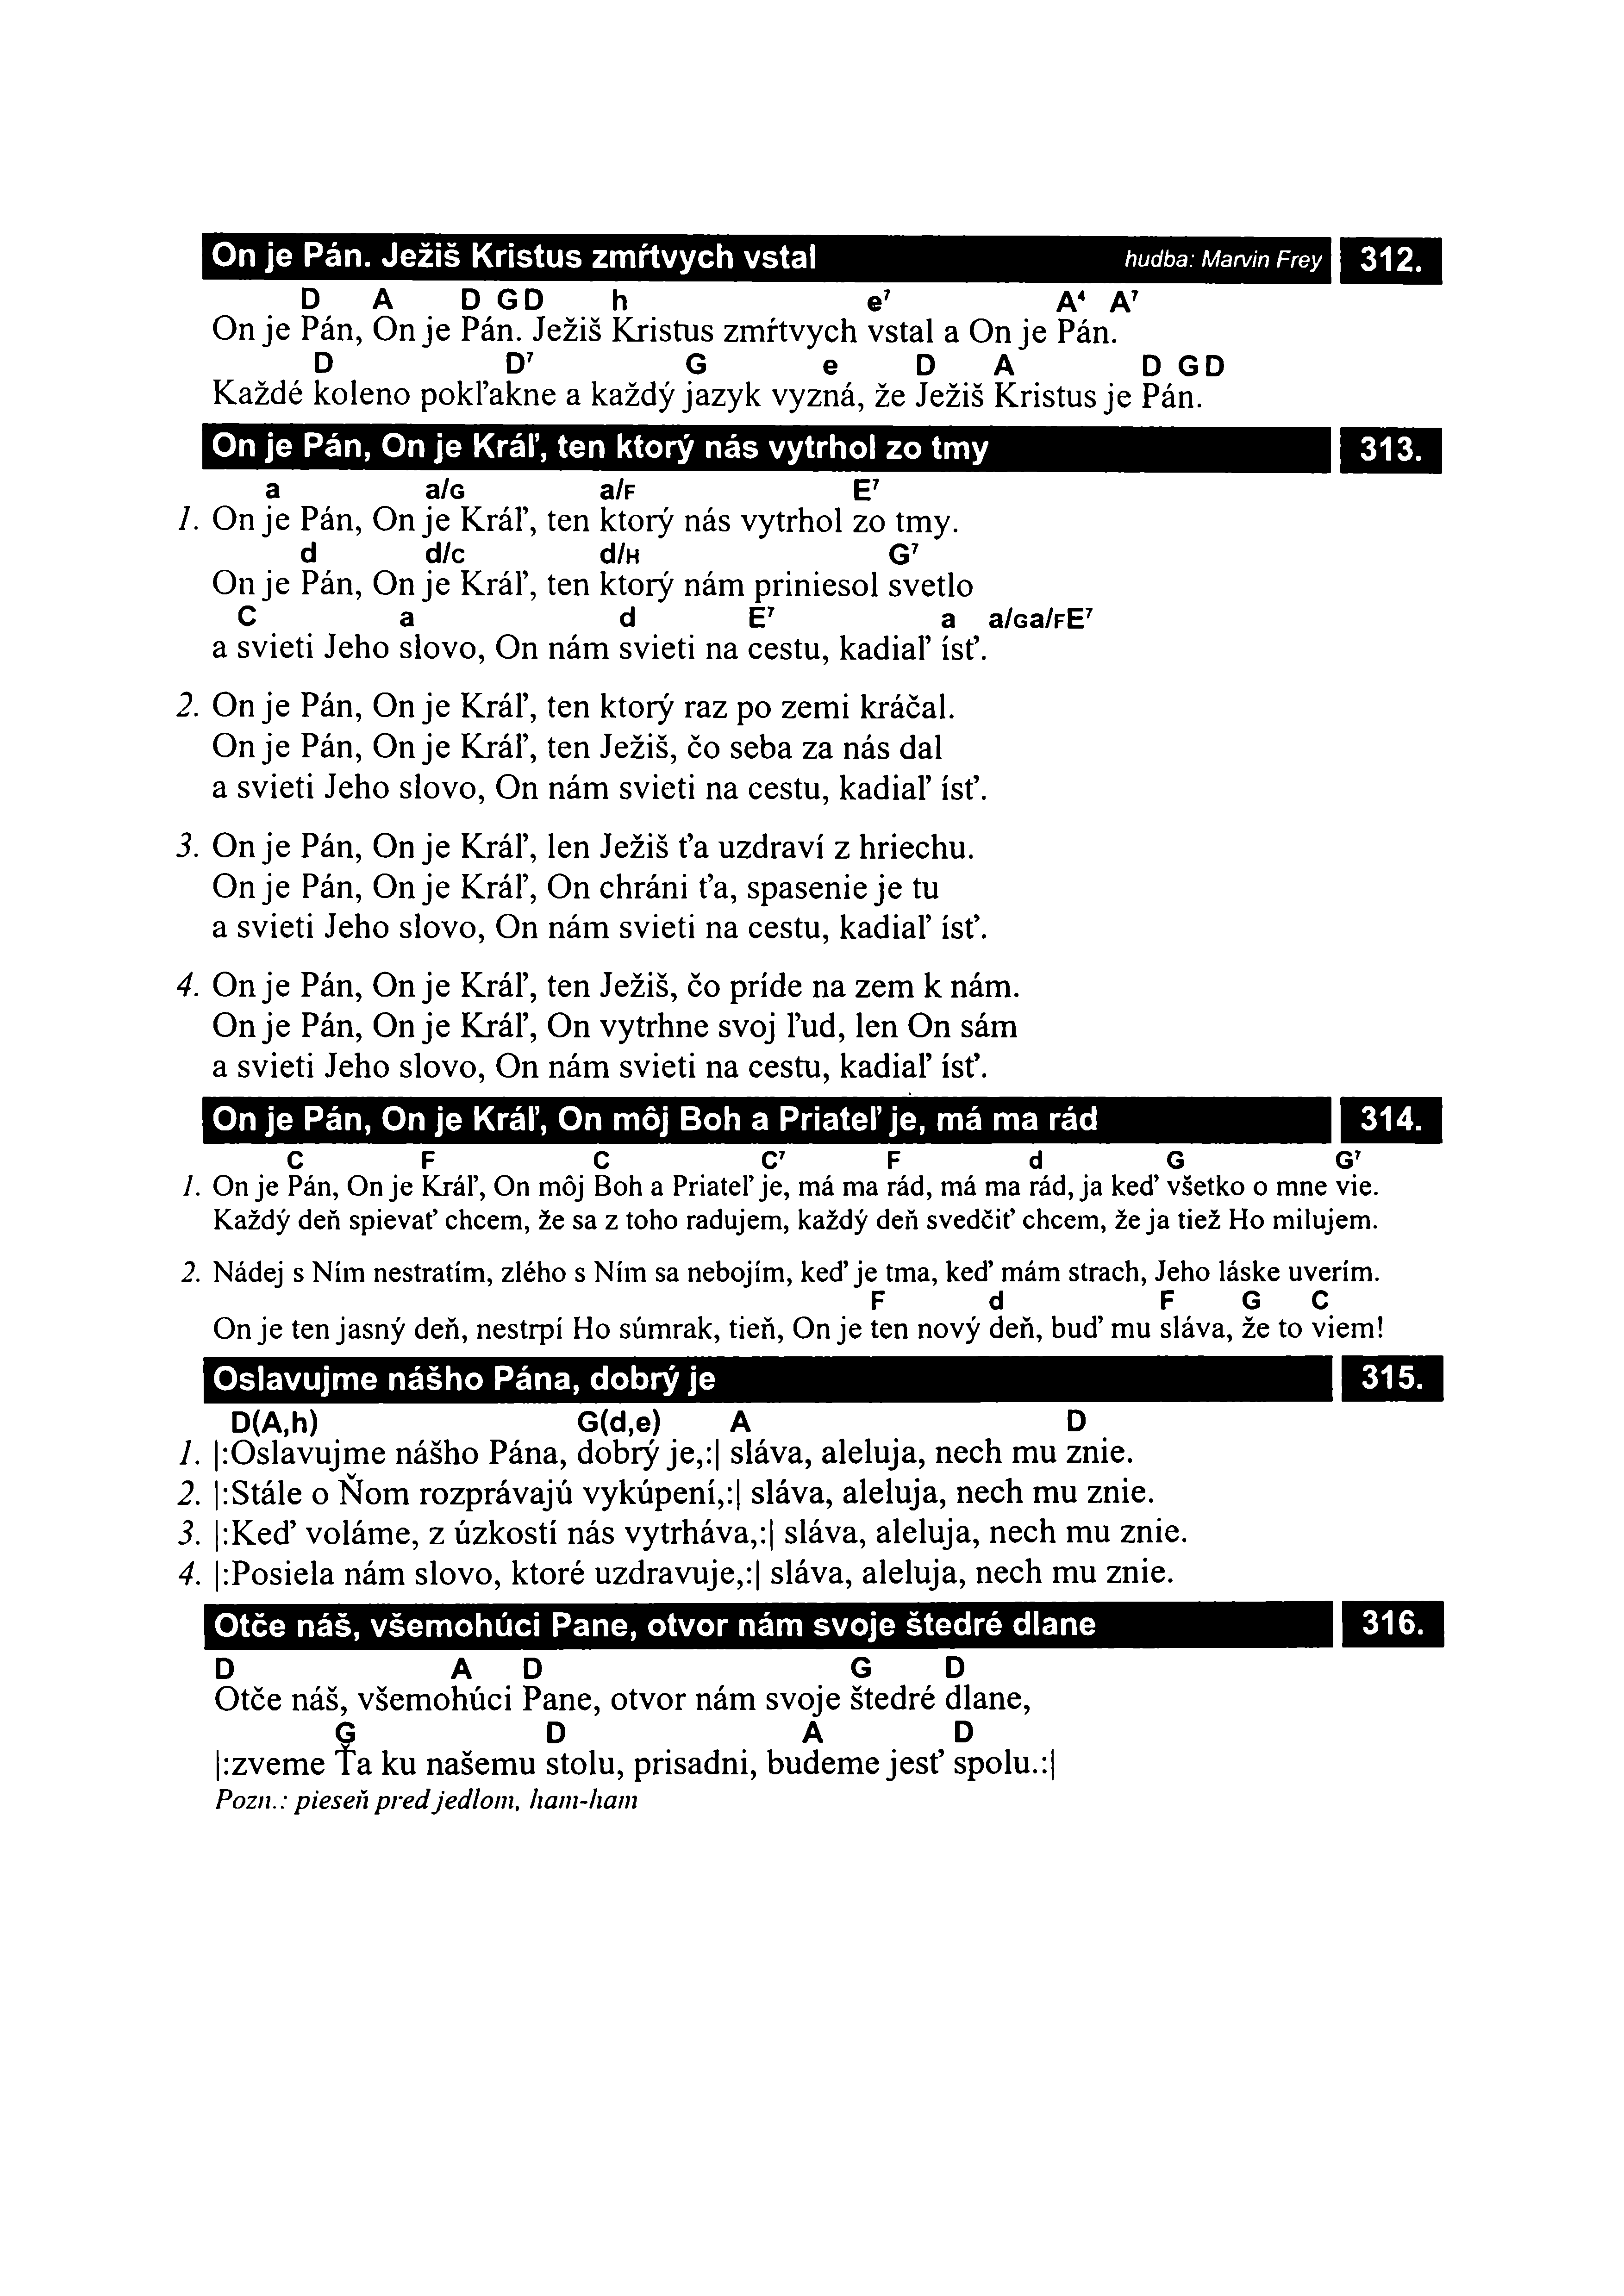 On je Pán. Ježiš Kristus zmŕtvych vstal hudba: Marvin Frey 312.
D A D G D h e⁷ A⁴ A⁷
On je Pán, On je Pán. Ježiš Kristus zmŕtvych vstal a On je Pán.
D D⁷ G e D A D G D
Každé koleno pokľakne a každý jazyk vyzná, že Ježiš Kristus je Pán.
On je Pán, On je Kráľ, ten ktorý nás vytrhol zo tmy 313.
a a/G a/F E⁷
1. On je Pán, On je Kráľ, ten ktorý nás vytrhol zo tmy.
d d/C d/H G⁷
On je Pán, On je Kráľ, ten ktorý nám priniesol svetlo
C a d E⁷ a a/Ga/FE⁷
a svieti Jeho slovo, On nám svieti na cestu, kadiaľ ísť.
2. On je Pán, On je Kráľ, ten ktorý raz po zemi kráčal.
On je Pán, On je Kráľ, ten Ježiš, čo seba za nás dal
a svieti Jeho slovo, On nám svieti na cestu, kadiaľ ísť.
3. On je Pán, On je Kráľ, len Ježiš ťa uzdraví z hriechu.
On je Pán, On je Kráľ, On chráni ťa, spasenie je tu
a svieti Jeho slovo, On nám svieti na cestu, kadiaľ ísť.
4. On je Pán, On je Kráľ, ten Ježiš, čo príde na zem k nám.
On je Pán, On je Kráľ, On vytrhne svoj ľud, len On sám
a svieti Jeho slovo, On nám svieti na cestu, kadiaľ ísť.
On je Pán, On je Kráľ, On môj Boh a Priateľ je, má ma rád 314.
C F C C⁷ F d G G⁷
1. On je Pán, On je Kráľ, On môj Boh a Priateľ je, má ma rád, má ma rád, ja keď všetko o mne vie.
Každý deň spievať chcem, že sa z toho radujem, každý deň svedčiť chcem, že ja tiež Ho milujem.
2. Nádej s Ním nestratím, zlého s Ním sa nebojím, keď je tma, keď mám strach, Jeho láske uverím.
F d F G C
On je ten jasný deň, nestrpí Ho súmrak, tieň, On je ten nový deň, buď mu sláva, že to viem!
Oslavujme nášho Pána, dobrý je 315.
D(A,h) G(d,e) A D
1. |:Oslavujme nášho Pána, dobrý je,:| sláva, aleluja, nech mu znie.
2. |:Stále o Ňom rozprávajú vykúpení,:| sláva, aleluja, nech mu znie.
3. |:Keď voláme, z úzkostí nás vytrháva,:| sláva, aleluja, nech mu znie.
4. |:Posiela nám slovo, ktoré uzdravuje,:| sláva, aleluja, nech mu znie.
Otče náš, všemohúci Pane, otvor nám svoje štedré dlane 316.
D A D G D
Otče náš, všemohúci Pane, otvor nám svoje štedré dlane,
G D A D
|:zveme Ťa ku našemu stolu, prisadni, budeme jesť spolu.:|
Pozn.: pieseň pred jedlom, ham-ham